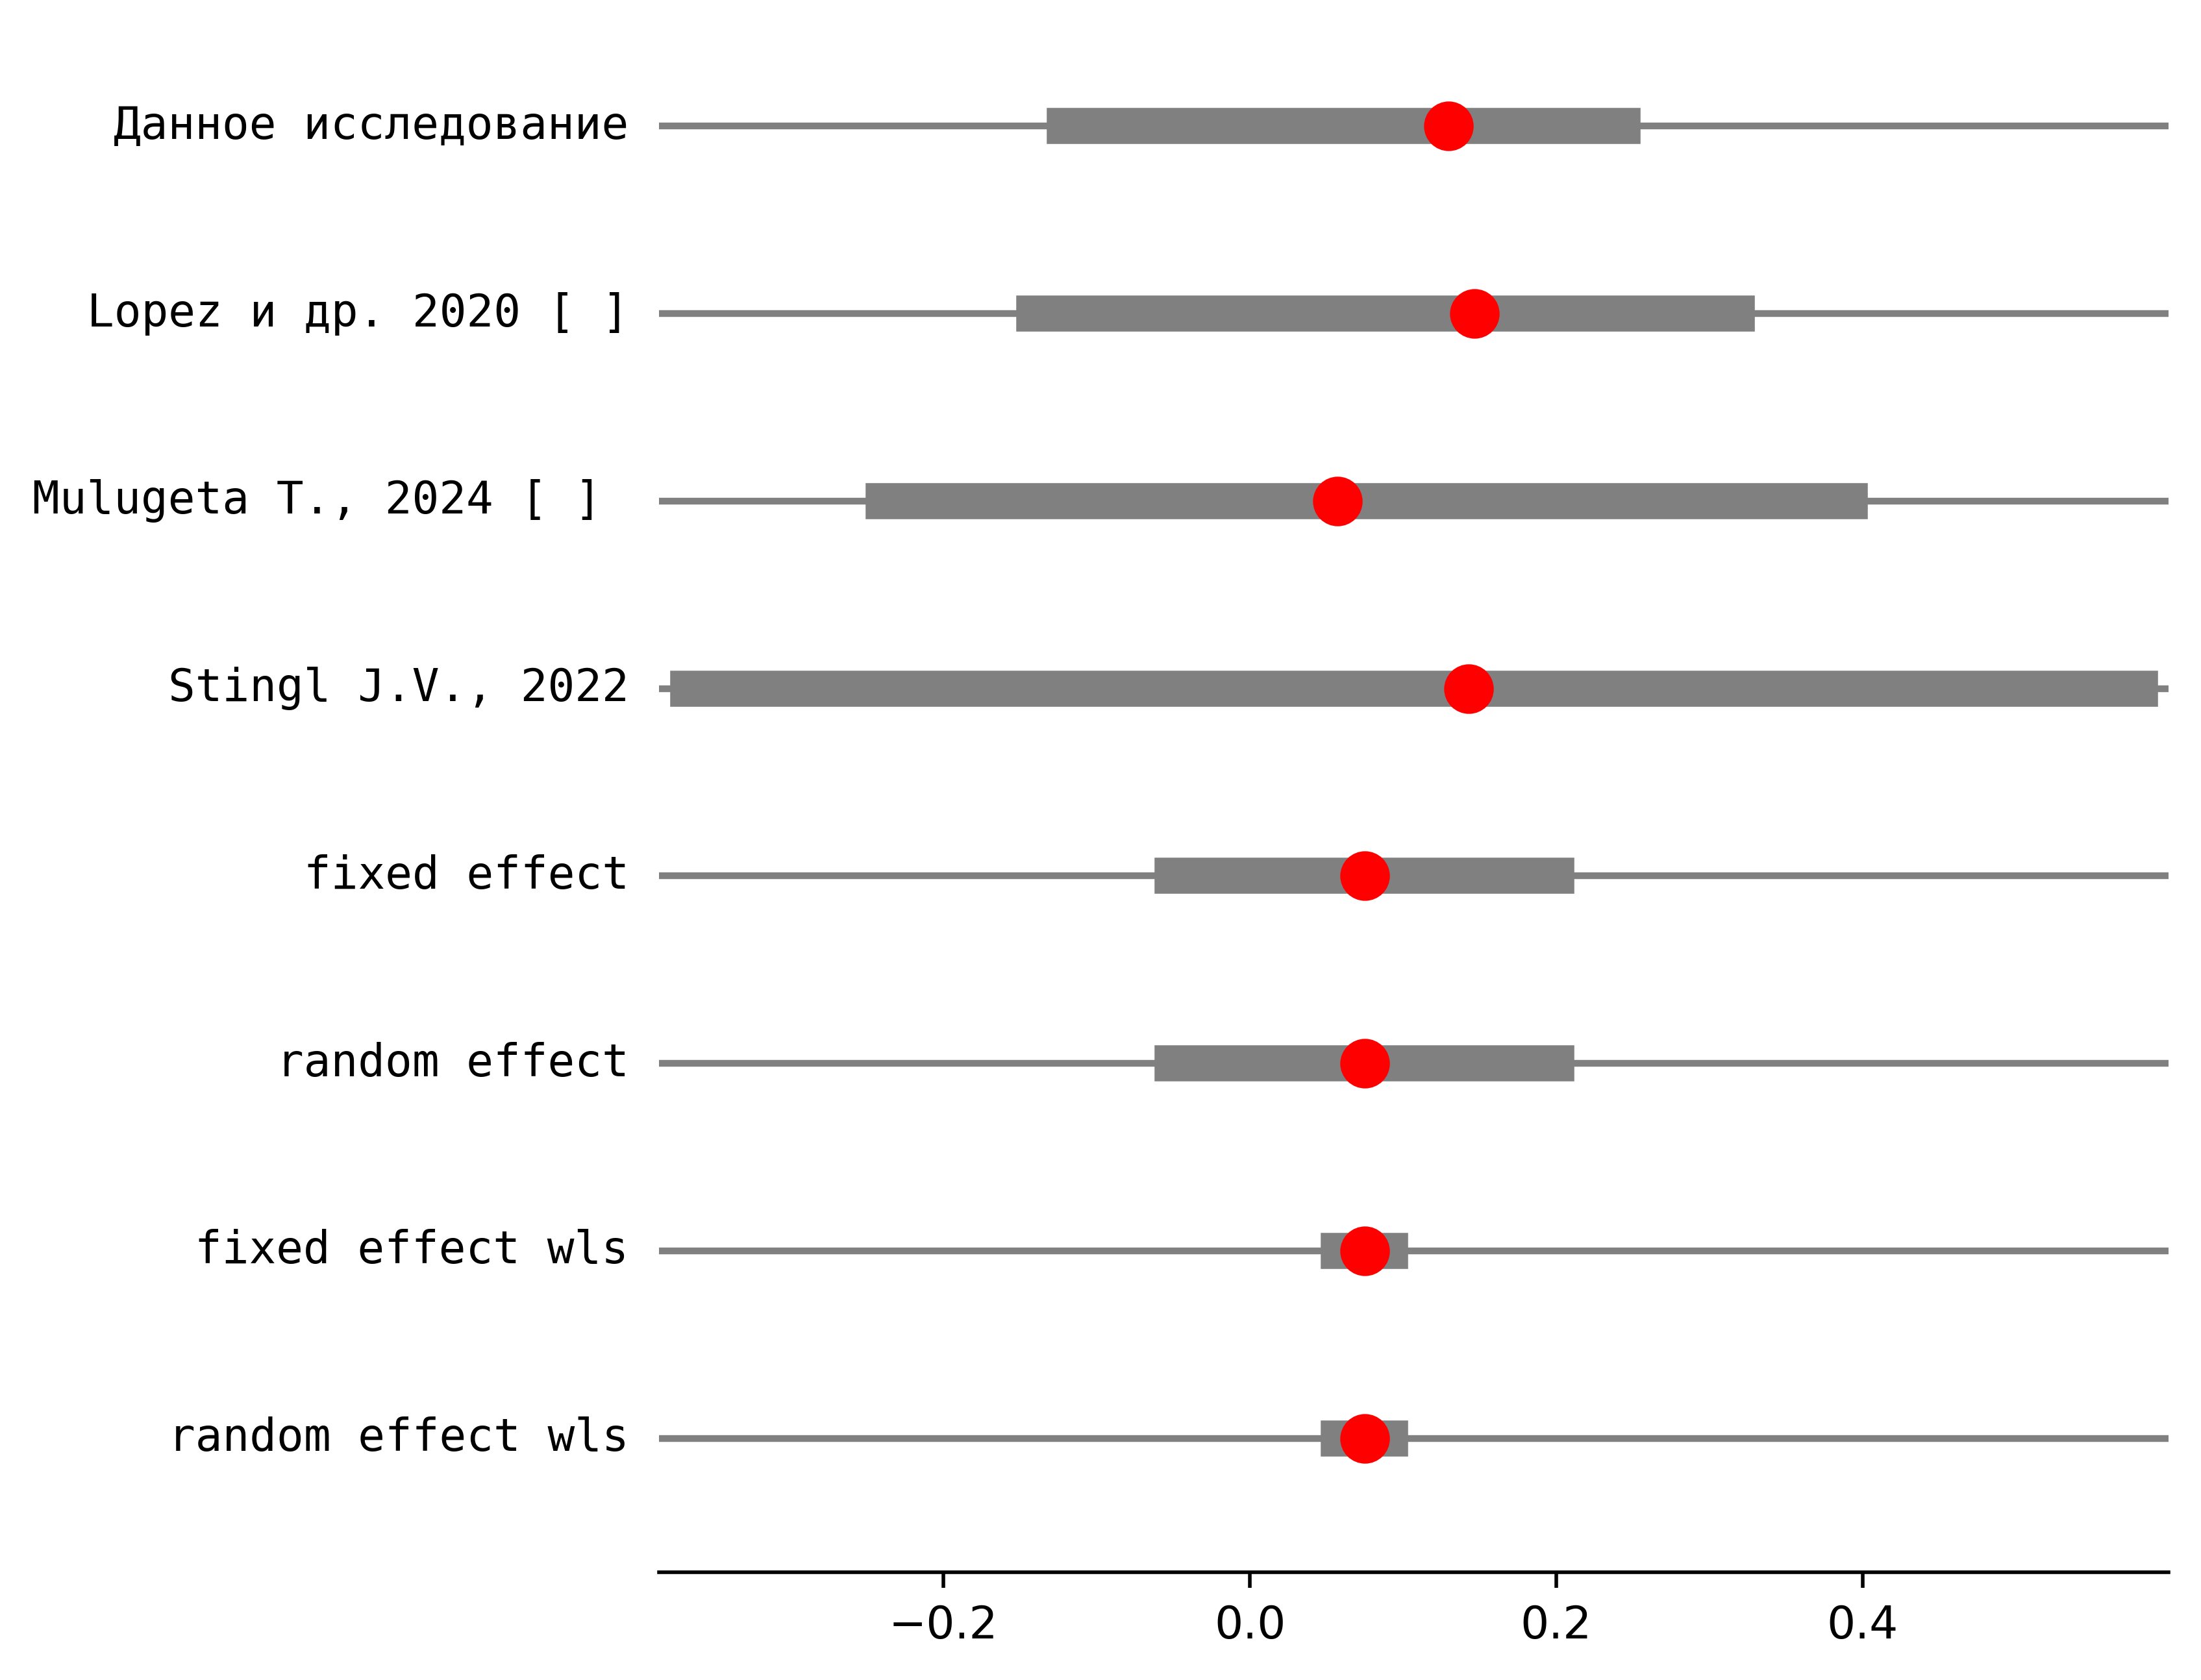 Данное исследование
Lopez и др. 2020 [ ]
Mulugeta T., 2024 [ ]
Stingl J.V., 2022
fixed effect
random effect
fixed effect wls
random effect wls
−0.2 0.0 0.2 0.4